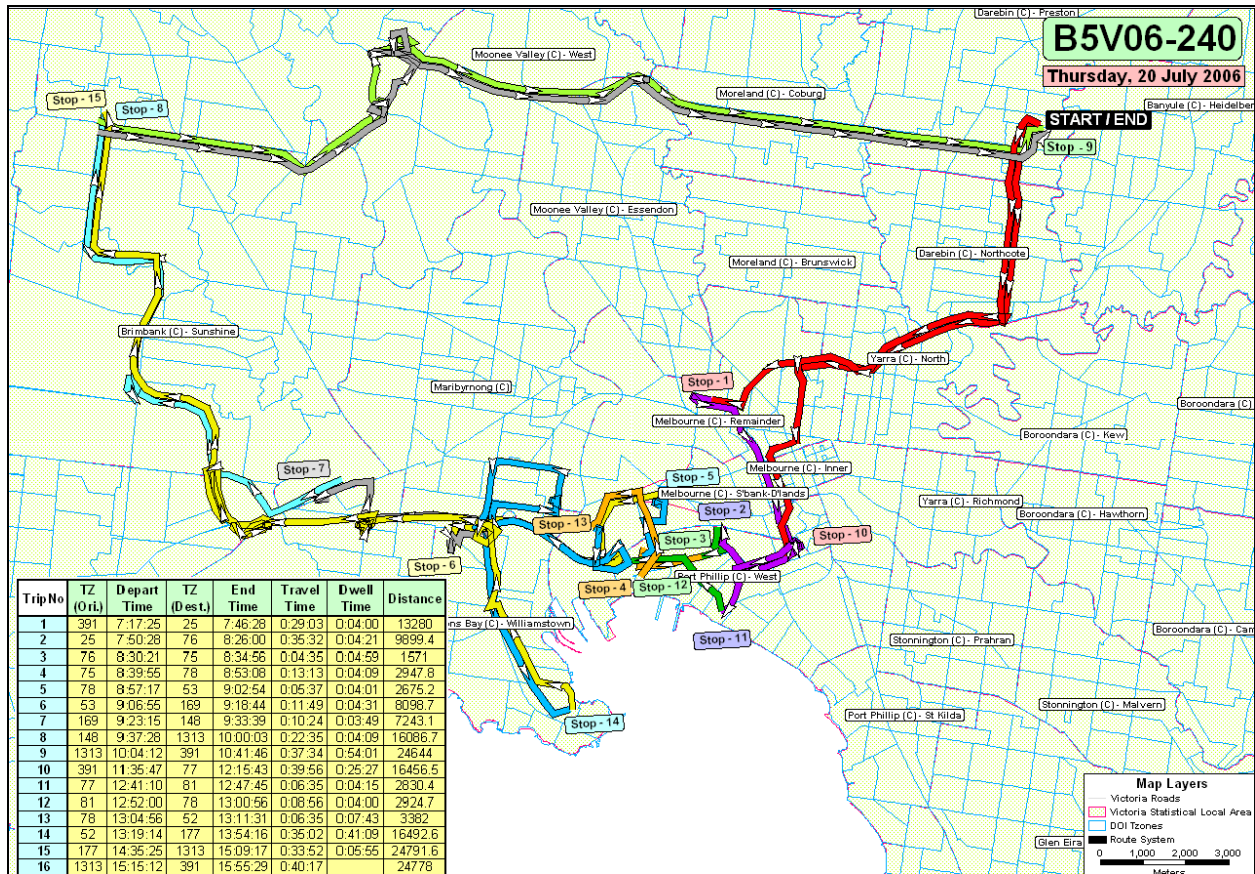 Darebin (C) - Preston
B5V06-240
Moonee Valley (C) - West
Thursday, 20 July 2006
Moreland (C) - Coburg
Stop - 15
Stop - 8
Banyule (C) - Heidelber
START / END
Stop - 9
Moonee Valley (C) - Essendon
Darebin (C) - Northcote
Moreland (C) - Brunswick
Brimbank (C) - Sunshine
Yarra (C) - North
Maribyrnong (C)
Stop - 1
Boroondara (C)
Melbourne (C) - Remainder
Boroondara (C) - Kew
Stop - 7
Melbourne (C) - Inner
Stop - 5
Melbourne (C) - S'bank-D'lands
Yarra (C) - Richmond
Stop - 2
Boroondara (C) - Hawthorn
Stop - 13
Stop - 3
Stop - 10
Stop - 6
Port Phillip (C) - West
Stop - 4
Stop - 12
ons Bay (C) - Williamstown
Stop - 11
Stonnington (C) - Prahran
Boroondara (C) - Cam
Stop - 14
Port Phillip (C) - St Kilda
Stonnington (C) - Malvern
Glen Eira
Trip No TZ (Ori.) Depart Time TZ (Dest.) End Time Travel Time Dwell Time Distance
1 391 7:17:25 25 7:46:28 0:29:03 0:04:00 13280
2 25 7:50:28 76 8:26:00 0:35:32 0:04:21 9899.4
3 76 8:30:21 75 8:34:56 0:04:35 0:04:59 1571
4 75 8:39:55 78 8:53:08 0:13:13 0:04:09 2947.8
5 78 8:57:17 53 9:02:54 0:05:37 0:04:01 2675.2
6 53 9:06:55 169 9:18:44 0:11:49 0:04:31 8098.7
7 169 9:23:15 148 9:33:39 0:10:24 0:03:49 7243.1
8 148 9:37:28 1313 10:00:03 0:22:35 0:04:09 16086.7
9 1313 10:04:12 391 10:41:46 0:37:34 0:54:01 24644
10 391 11:35:47 77 12:15:43 0:39:56 0:25:27 16456.5
11 77 12:41:10 81 12:47:45 0:06:35 0:04:15 2830.4
12 81 12:52:00 78 13:00:56 0:08:56 0:04:00 2924.7
13 78 13:04:56 52 13:11:31 0:06:35 0:07:43 3382
14 52 13:19:14 177 13:54:16 0:35:02 0:41:09 16492.6
15 177 14:35:25 1313 15:09:17 0:33:52 0:05:55 24791.6
16 1313 15:15:12 391 15:55:29 0:40:17 24778
Map Layers
Victoria Roads
Victoria Statistical Local Area
DOI Tzones
Route System
0 1,000 2,000 3,000
Meters